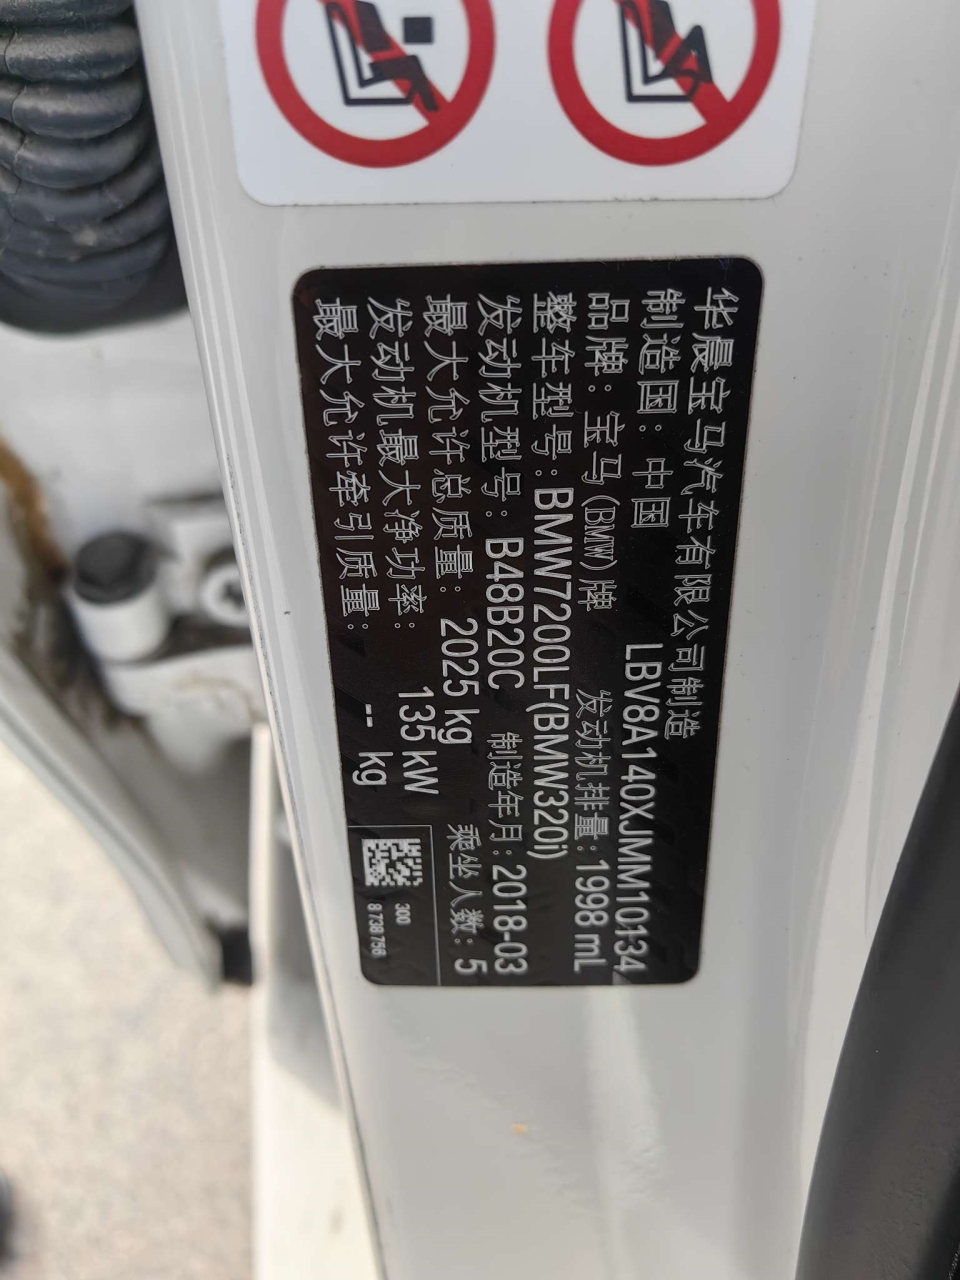 华晨宝马汽车有限公司制造
制造国：中国 LBV8A140XJMM10134
品牌：宝马(BMW)牌 发动机排量：1998 mL
整车型号：BMW7200LF(BMW320i)
发动机型号：B48B20C 制造年月：2018-03
最大允许总质量：2025 kg 乘坐人数：5
发动机最大净功率：135 kW
最大允许牵引质量：-- kg
300
8 738 756